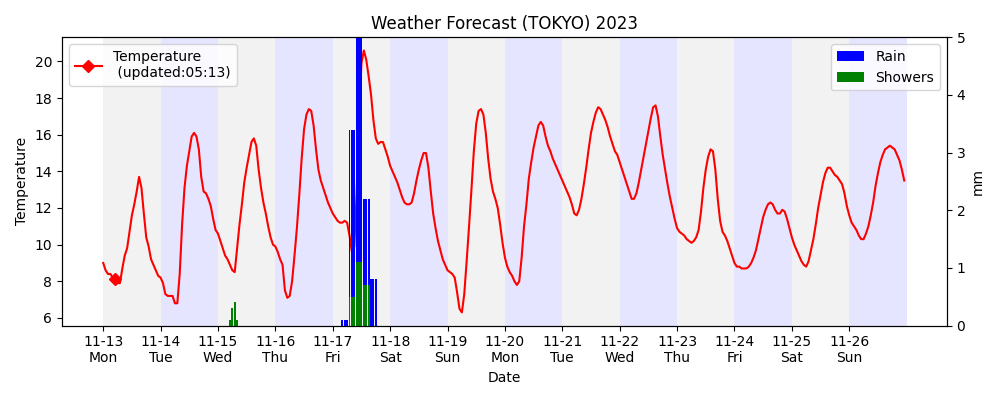 Weather Forecast (TOKYO) 2023
Temperature
(updated:05:13)
Rain
Showers
Temperature
20
18
16
14
12
10
8
6
5
4
3
2
1
0
mm
11-13 11-14 11-15 11-16 11-17 11-18 11-19 11-20 11-21 11-22 11-23 11-24 11-25 11-26
Mon Tue Wed Thu Fri Sat Sun Mon Tue Wed Thu Fri Sat Sun
Date